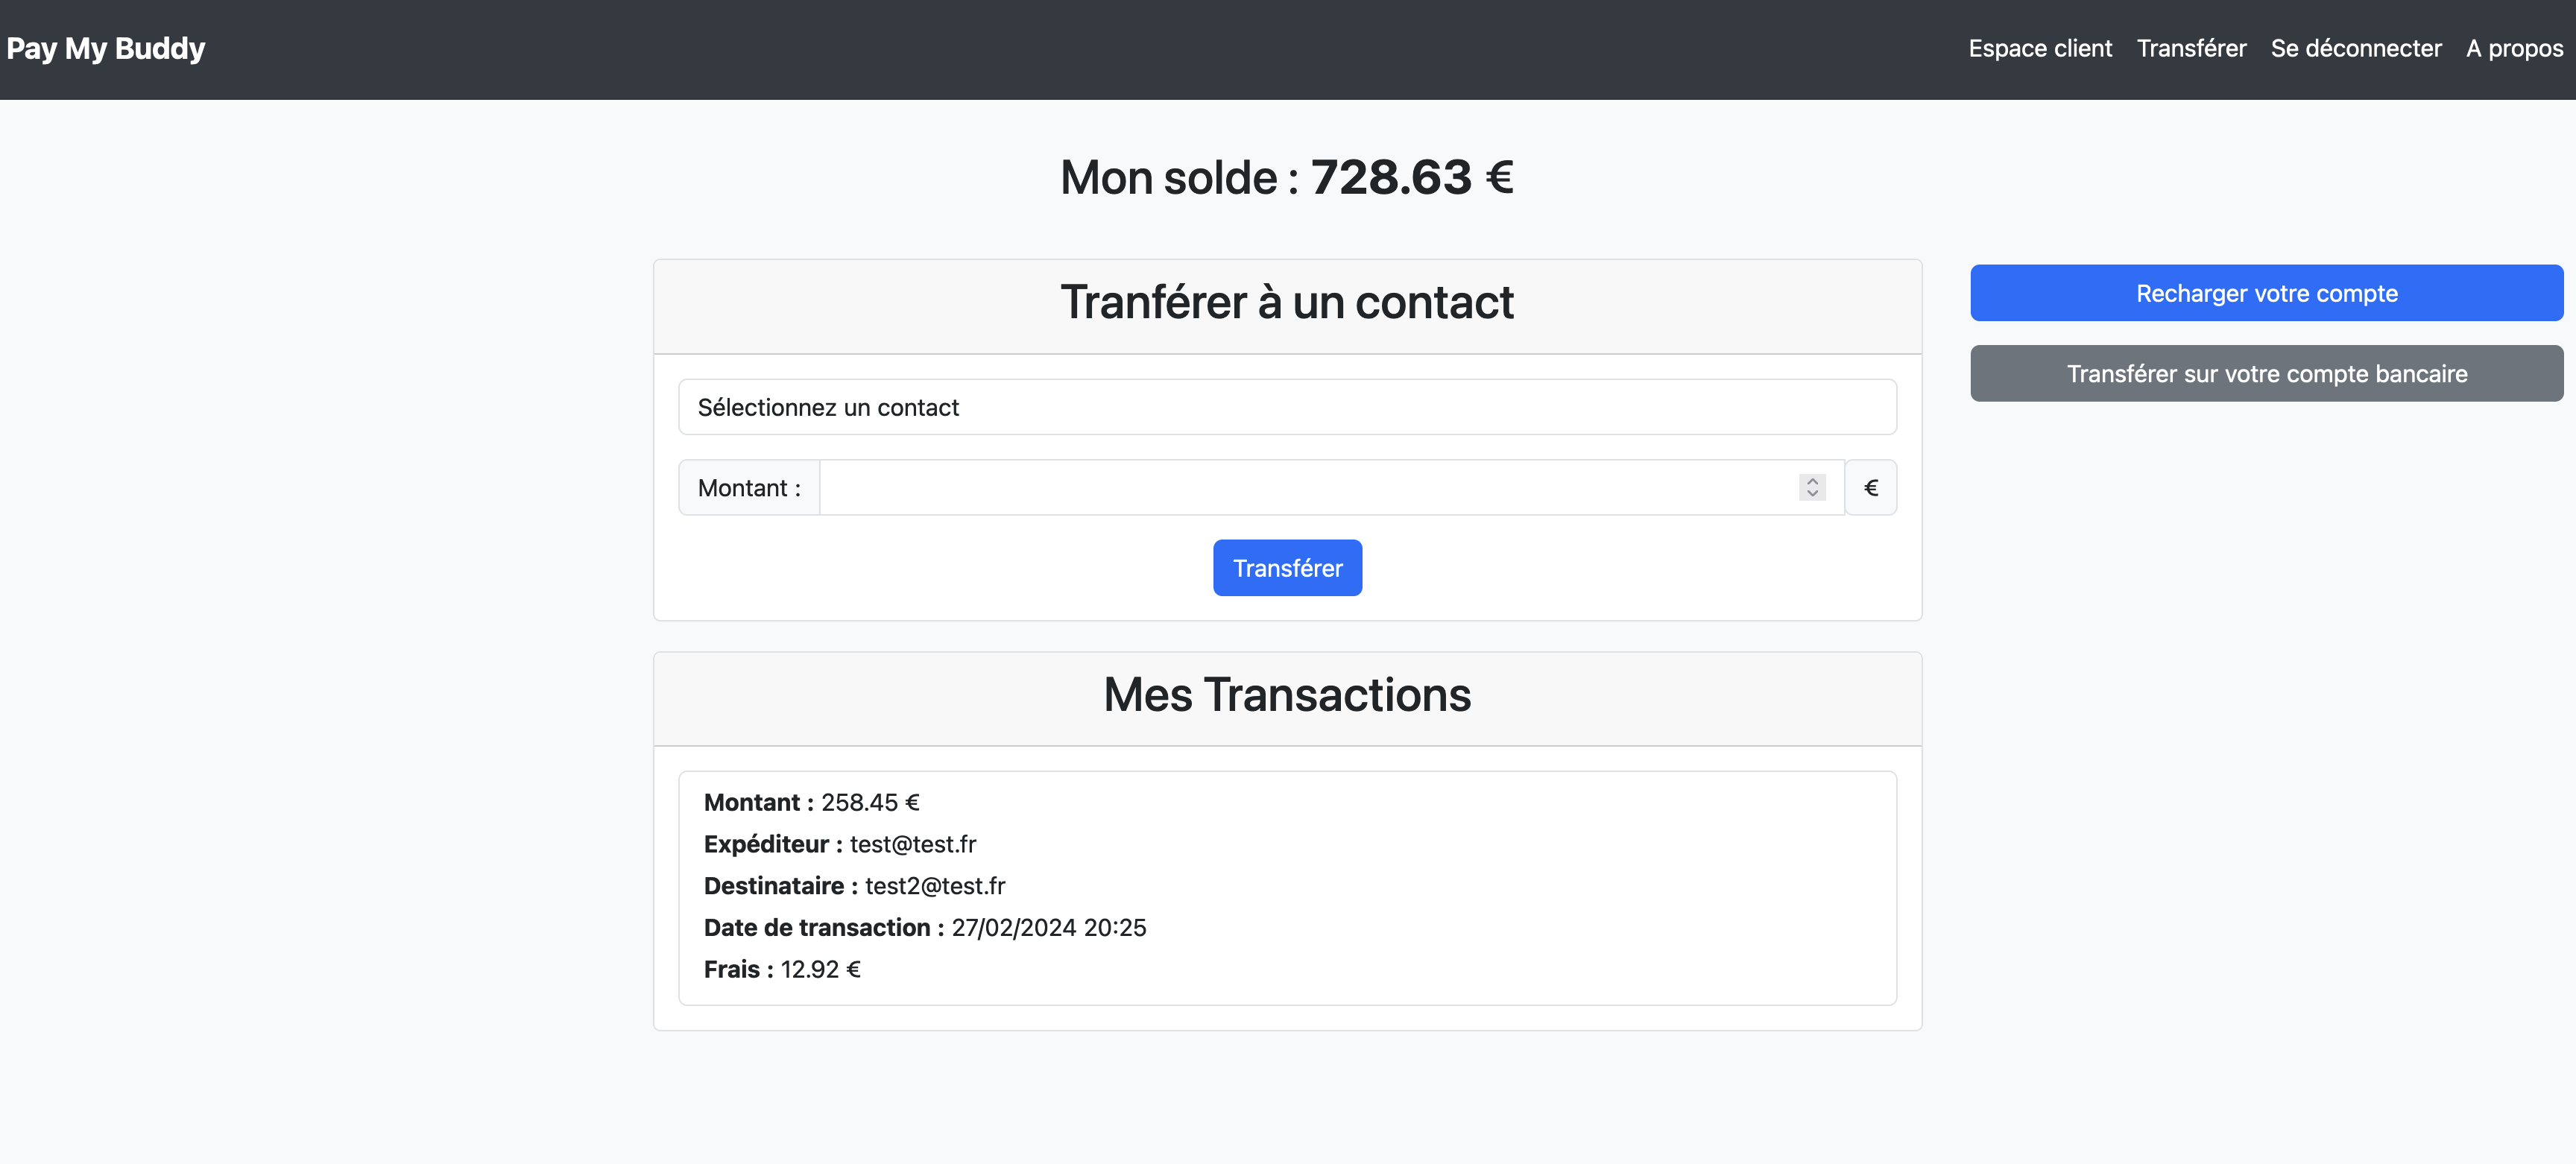 Pay My Buddy
Espace client Transférer Se déconnecter A propos
Mon solde : 728.63 €
Tranférer à un contact
Recharger votre compte
Transférer sur votre compte bancaire
Sélectionnez un contact
Montant : €
Transférer
Mes Transactions
Montant : 258.45 €
Expéditeur : test@test.fr
Destinataire : test2@test.fr
Date de transaction : 27/02/2024 20:25
Frais : 12.92 €